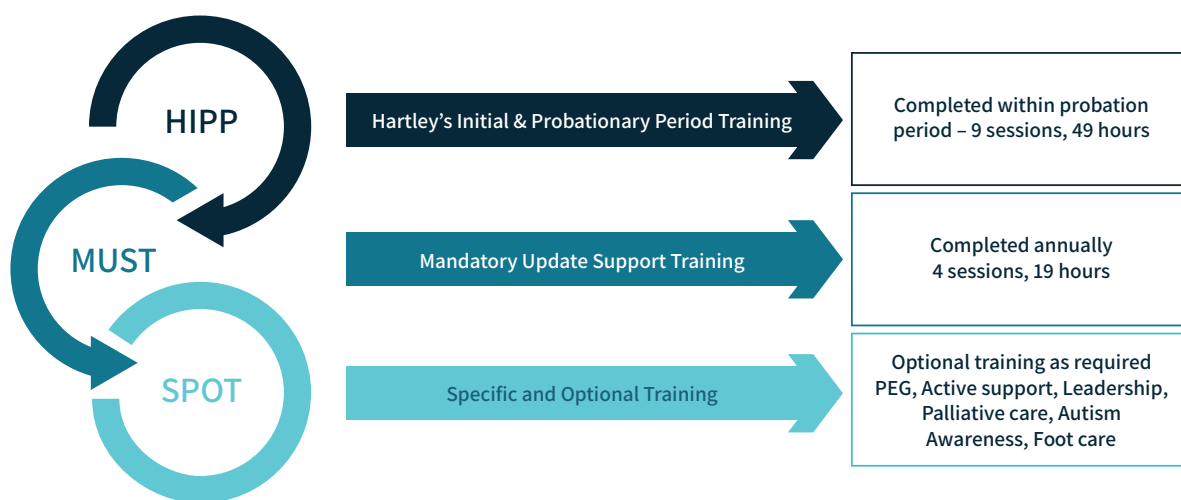 HIPP
Hartley's Initial & Probationary Period Training
Completed within probation
period – 9 sessions, 49 hours
MUST
Mandatory Update Support Training
Completed annually
4 sessions, 19 hours
SPOT
Specific and Optional Training
Optional training as required
PEG, Active support, Leadership,
Palliative care, Autism
Awareness, Foot care